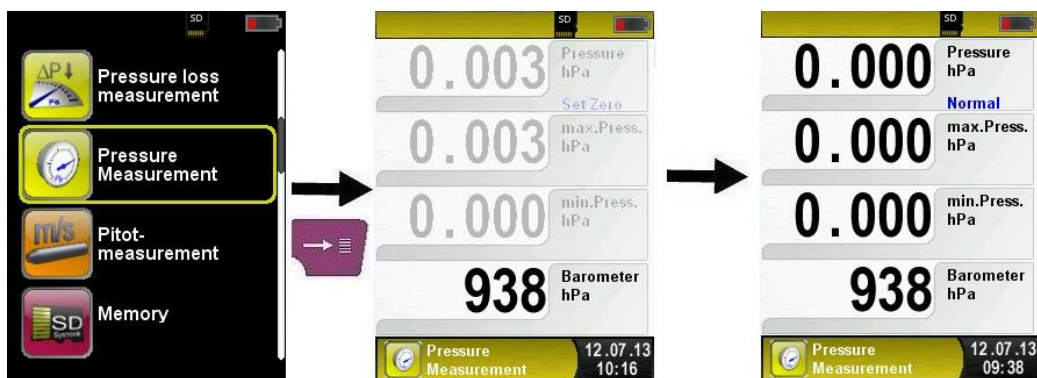 SD
Pressure loss
measurement
ΔP↓
Pa
Pressure
Measurement
m/s
Pitot-
measurement
SD
Systronik
Memory
SD
0.003
Pressure
hPa
Set Zero
0.003
max.Press.
hPa
0.000
min.Press.
hPa
938
Barometer
hPa
Pressure
Measurement
12.07.13
10:16
SD
0.000
Pressure
hPa
Normal
0.000
max.Press.
hPa
0.000
min.Press.
hPa
938
Barometer
hPa
Pressure
Measurement
12.07.13
09:38